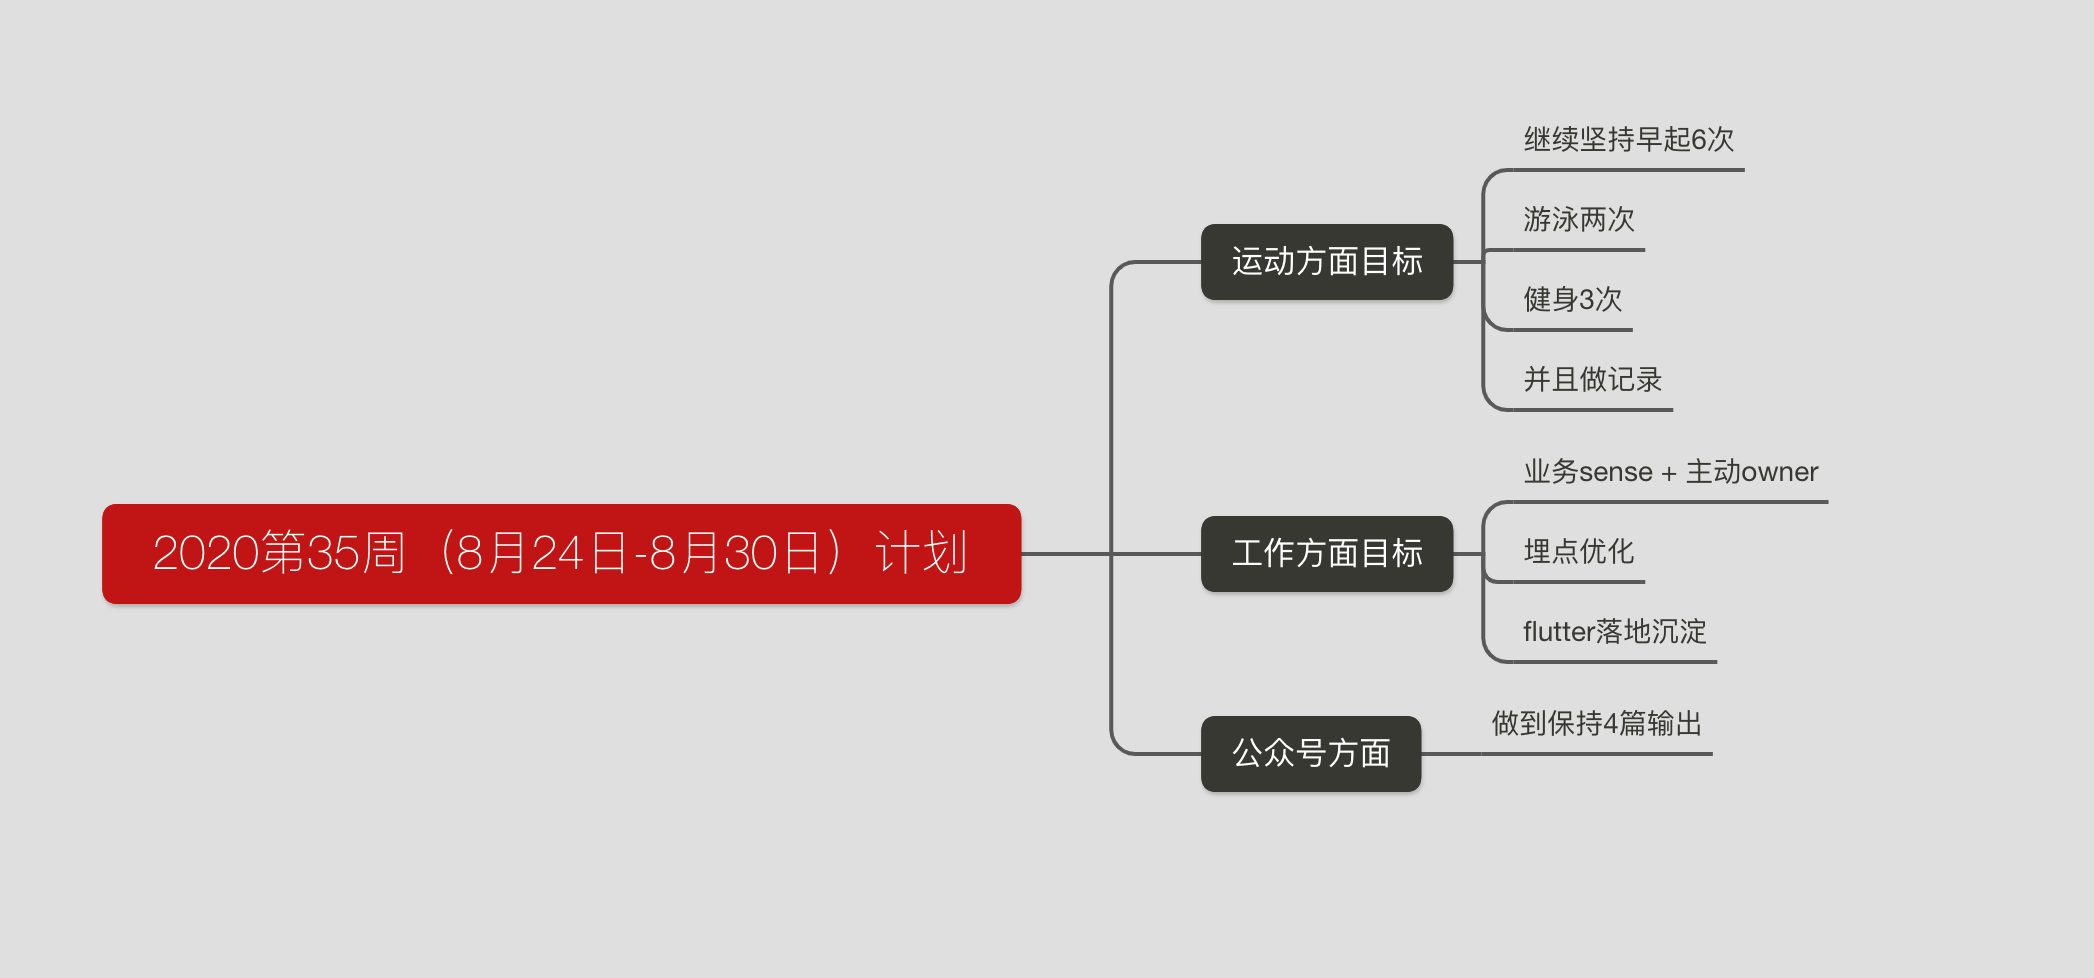 2020第35周（8月24日-8月30日）计划
运动方面目标
继续坚持早起6次
游泳两次
健身3次
并且做记录
工作方面目标
业务sense + 主动owner
埋点优化
flutter落地沉淀
公众号方面
做到保持4篇输出